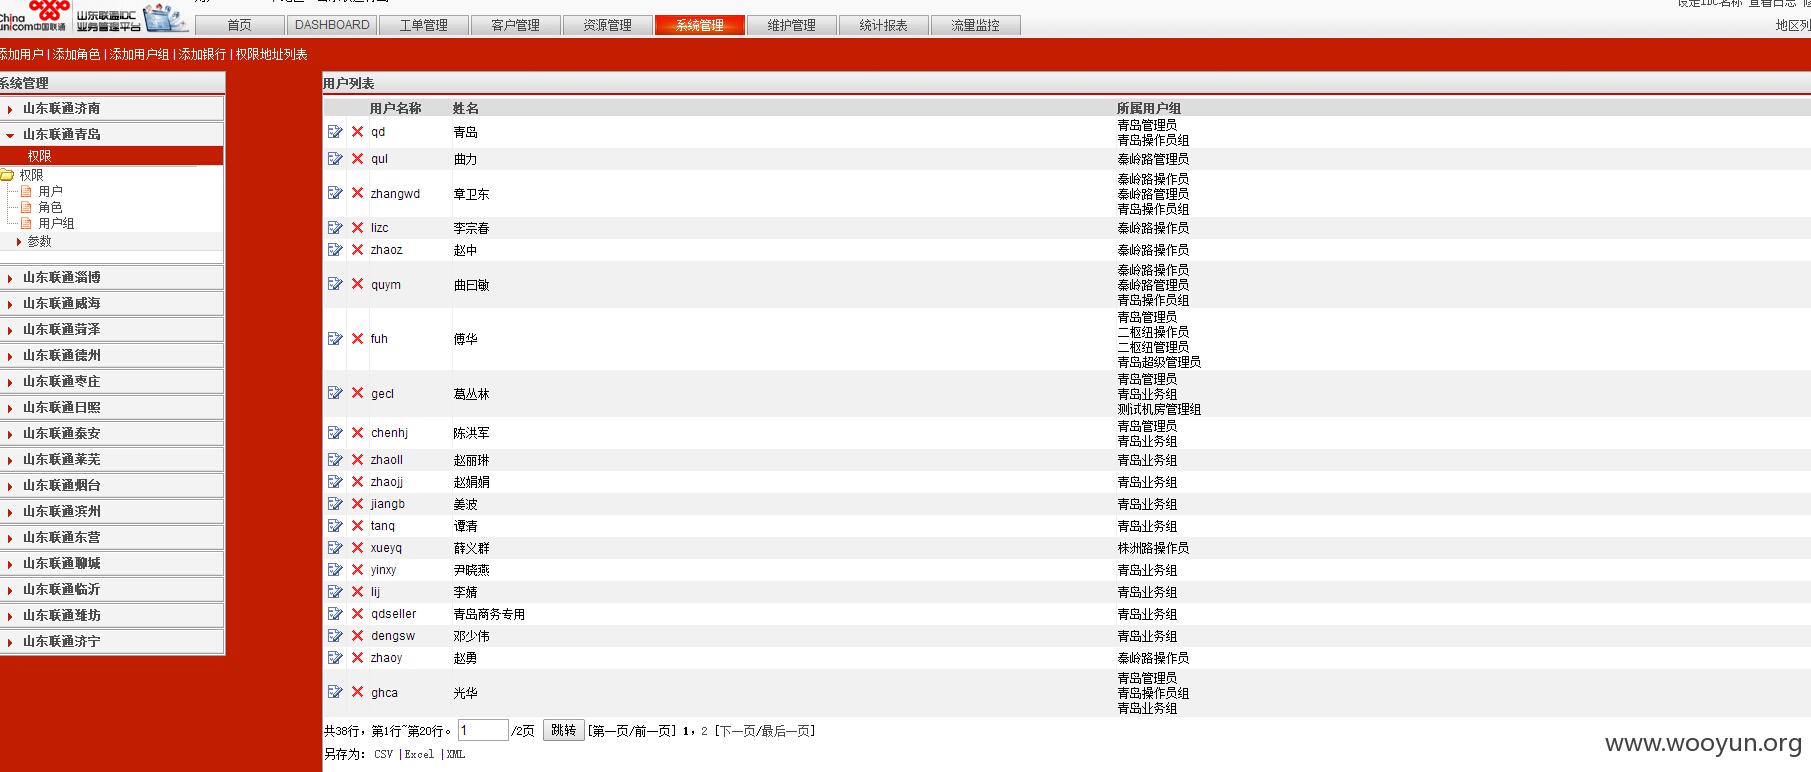 China
unicom中国联通
山东联通IDC
业务管理平台
首页 DASHBOARD 工单管理 客户管理 资源管理 系统管理 维护管理 统计报表 流量监控
设定IDC名称 查看日志
地区列
添加用户 | 添加角色 | 添加用户组 | 添加银行 | 权限地址列表
系统管理
山东联通济南
山东联通青岛
权限
权限
用户
角色
用户组
参数
山东联通淄博
山东联通威海
山东联通菏泽
山东联通德州
山东联通枣庄
山东联通日照
山东联通泰安
山东联通莱芜
山东联通烟台
山东联通滨州
山东联通东营
山东联通聊城
山东联通临沂
山东联通潍坊
山东联通济宁
用户列表
用户名称 姓名 所属用户组
qd 青岛 青岛管理员
青岛操作员组
qul 曲力 秦岭路管理员
zhangwd 章卫东 秦岭路操作员
秦岭路管理员
青岛操作员组
lizc 李宗春 秦岭路操作员
zhaoz 赵中 秦岭路操作员
quym 曲曰敏 秦岭路操作员
秦岭路管理员
青岛操作员组
fuh 傅华 青岛管理员
二枢纽操作员
二枢纽管理员
青岛超级管理员
gecl 葛丛林 青岛管理员
青岛业务组
测试机房管理组
chenhj 陈洪军 青岛管理员
青岛业务组
zhaoll 赵丽琳 青岛业务组
zhaojj 赵娟娟 青岛业务组
jiangb 姜波 青岛业务组
tanq 谭清 青岛业务组
xueyq 薛义群 株洲路操作员
yinxy 尹晓燕 青岛业务组
lij 李婧 青岛业务组
qdseller 青岛商务专用 青岛业务组
dengsw 邓少伟 青岛业务组
zhaoy 赵勇 秦岭路操作员
ghca 光华 青岛管理员
青岛操作员组
青岛业务组
共38行，第1行~第20行。 1 /2页 跳转 [第一页/前一页] 1，2 [下一页/最后一页]
另存为： CSV |Excel |XML
www.wooyun.org